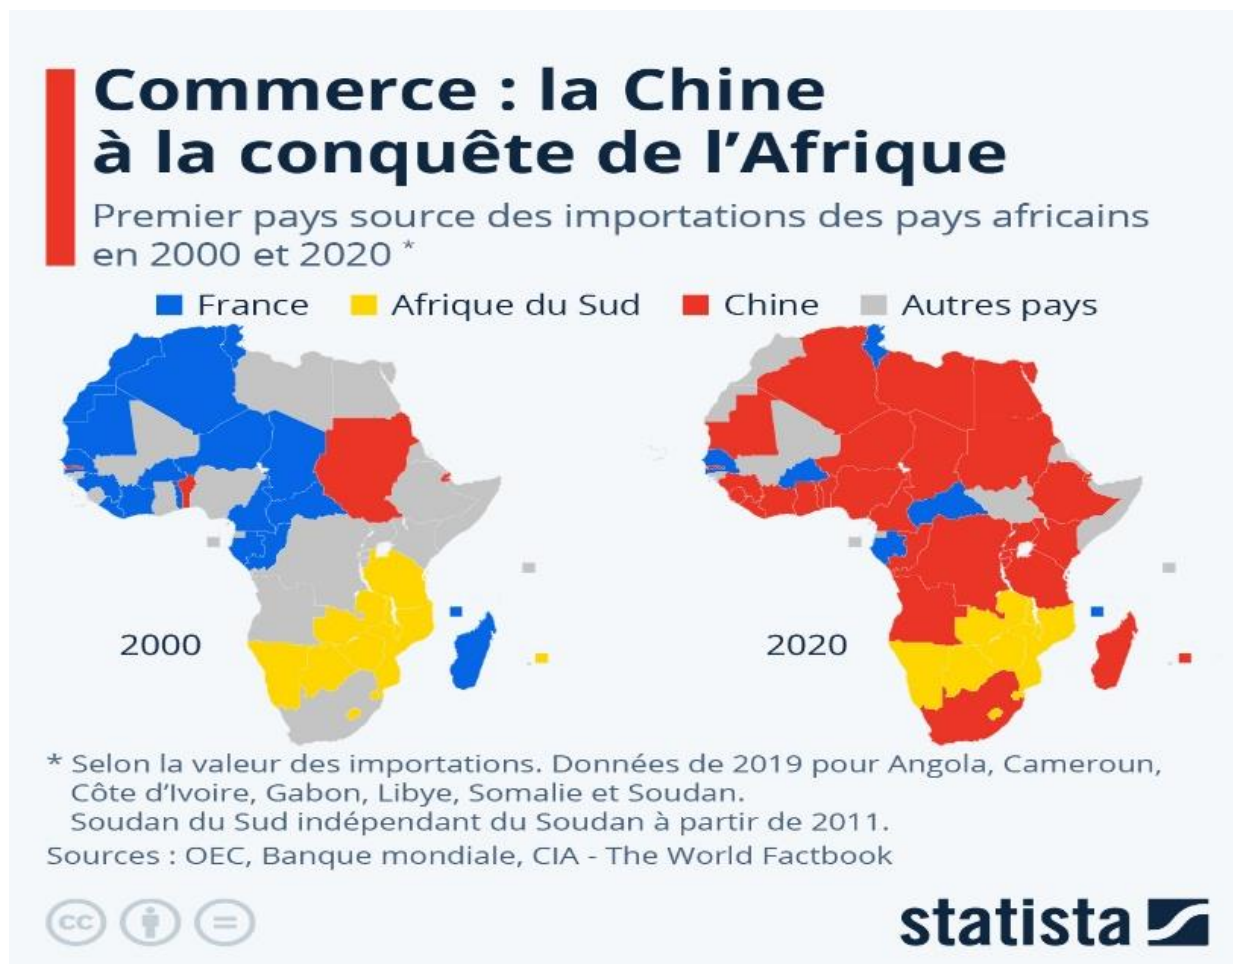 Commerce : la Chine
à la conquête de l’Afrique
Premier pays source des importations des pays africains
en 2000 et 2020 *
France Afrique du Sud Chine Autres pays
2000 2020
* Selon la valeur des importations. Données de 2019 pour Angola, Cameroun,
Côte d’Ivoire, Gabon, Libye, Somalie et Soudan.
Soudan du Sud indépendant du Soudan à partir de 2011.
Sources : OEC, Banque mondiale, CIA - The World Factbook
cc
statista